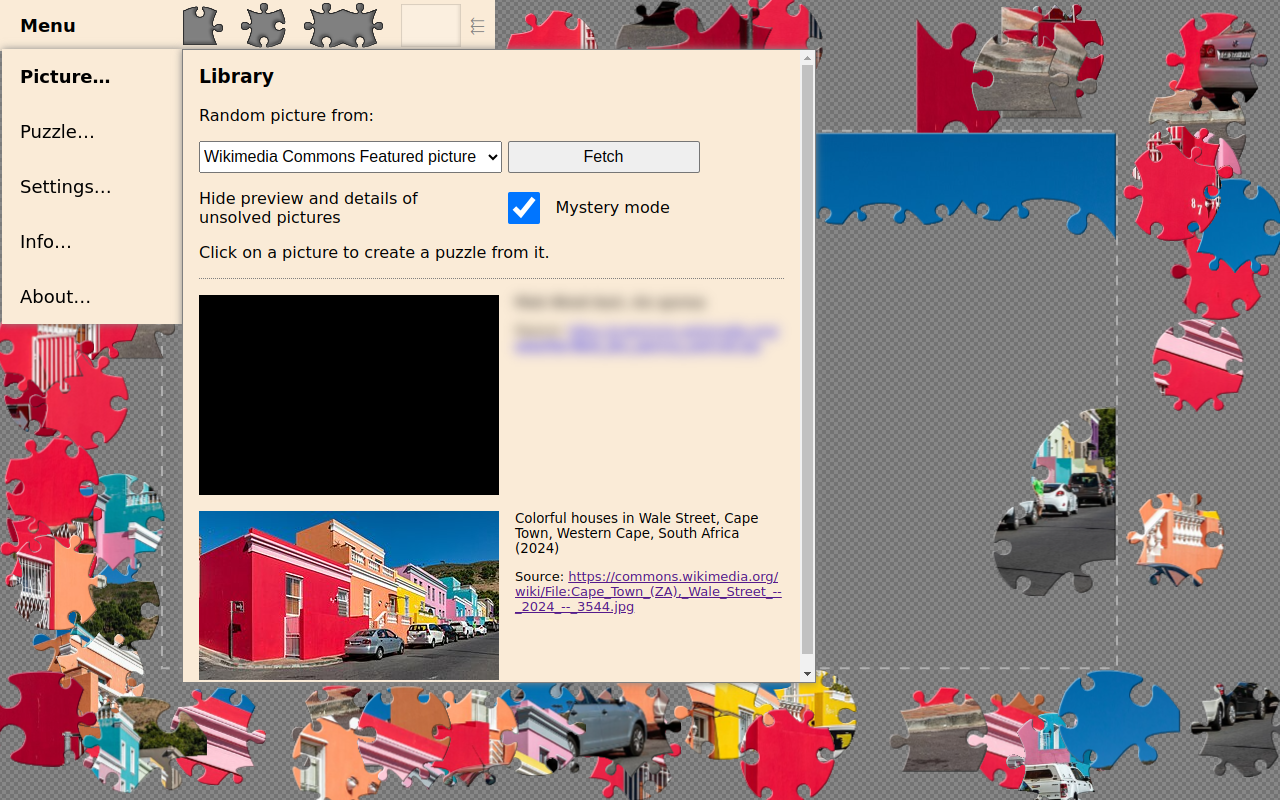 Menu
Picture…
Puzzle…
Settings…
Info…
About…
Library
Random picture from:
Wikimedia Commons Featured picture
Fetch
Hide preview and details of
unsolved pictures
Mystery mode
Click on a picture to create a puzzle from it.
Colorful houses in Wale Street, Cape
Town, Western Cape, South Africa
(2024)
Source: https://commons.wikimedia.org/
wiki/File:Cape_Town_(ZA),_Wale_Street_--
_2024_--_3544.jpg
87